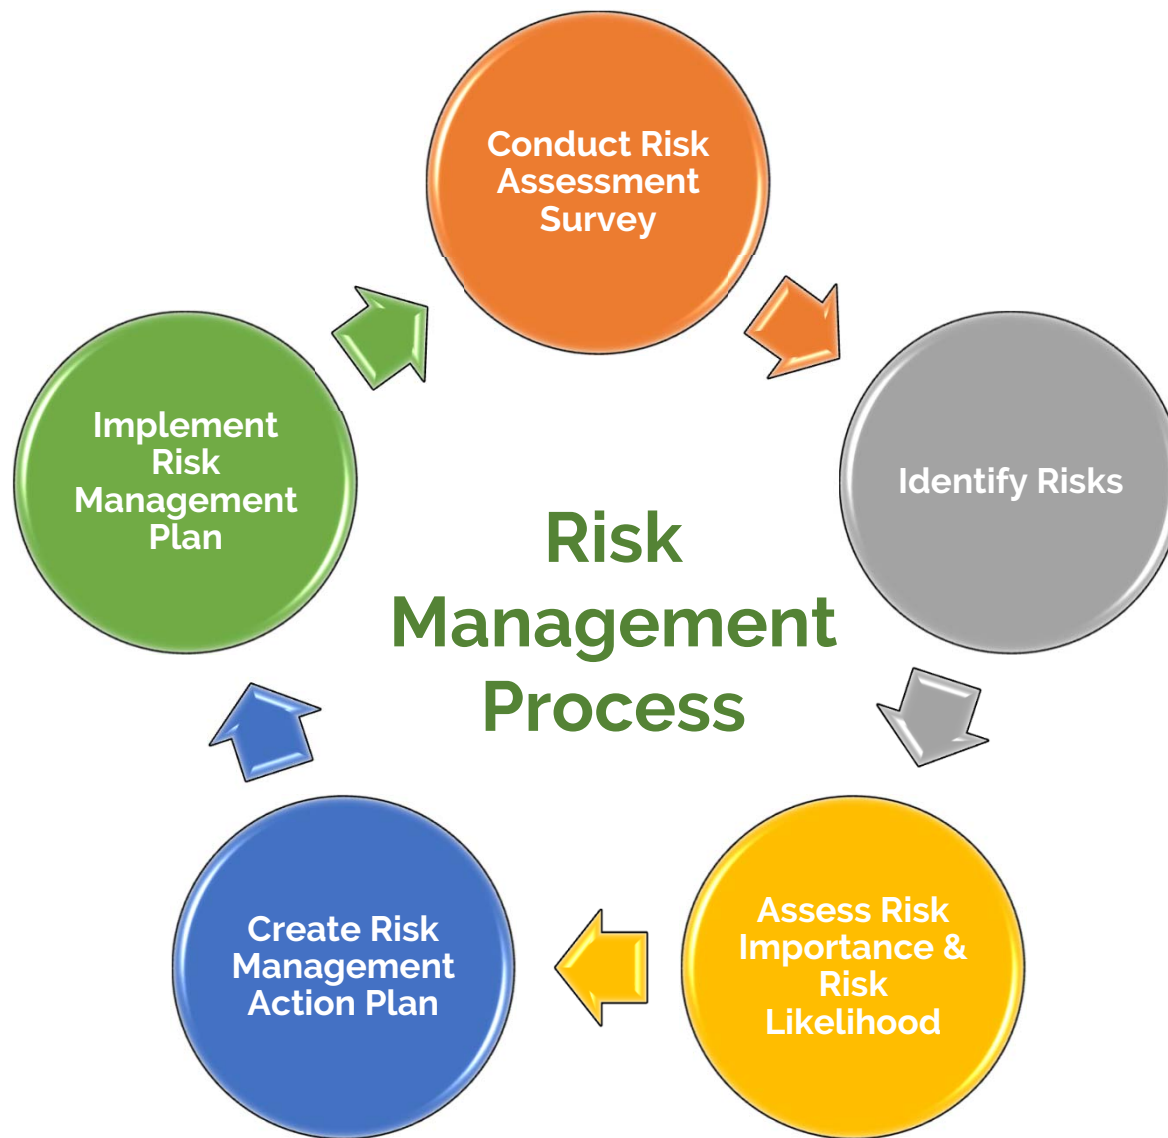 Conduct Risk
Assessment
Survey
Identify Risks
Assess Risk
Importance &
Risk
Likelihood
Create Risk
Management
Action Plan
Implement
Risk
Management
Plan
Risk
Management
Process